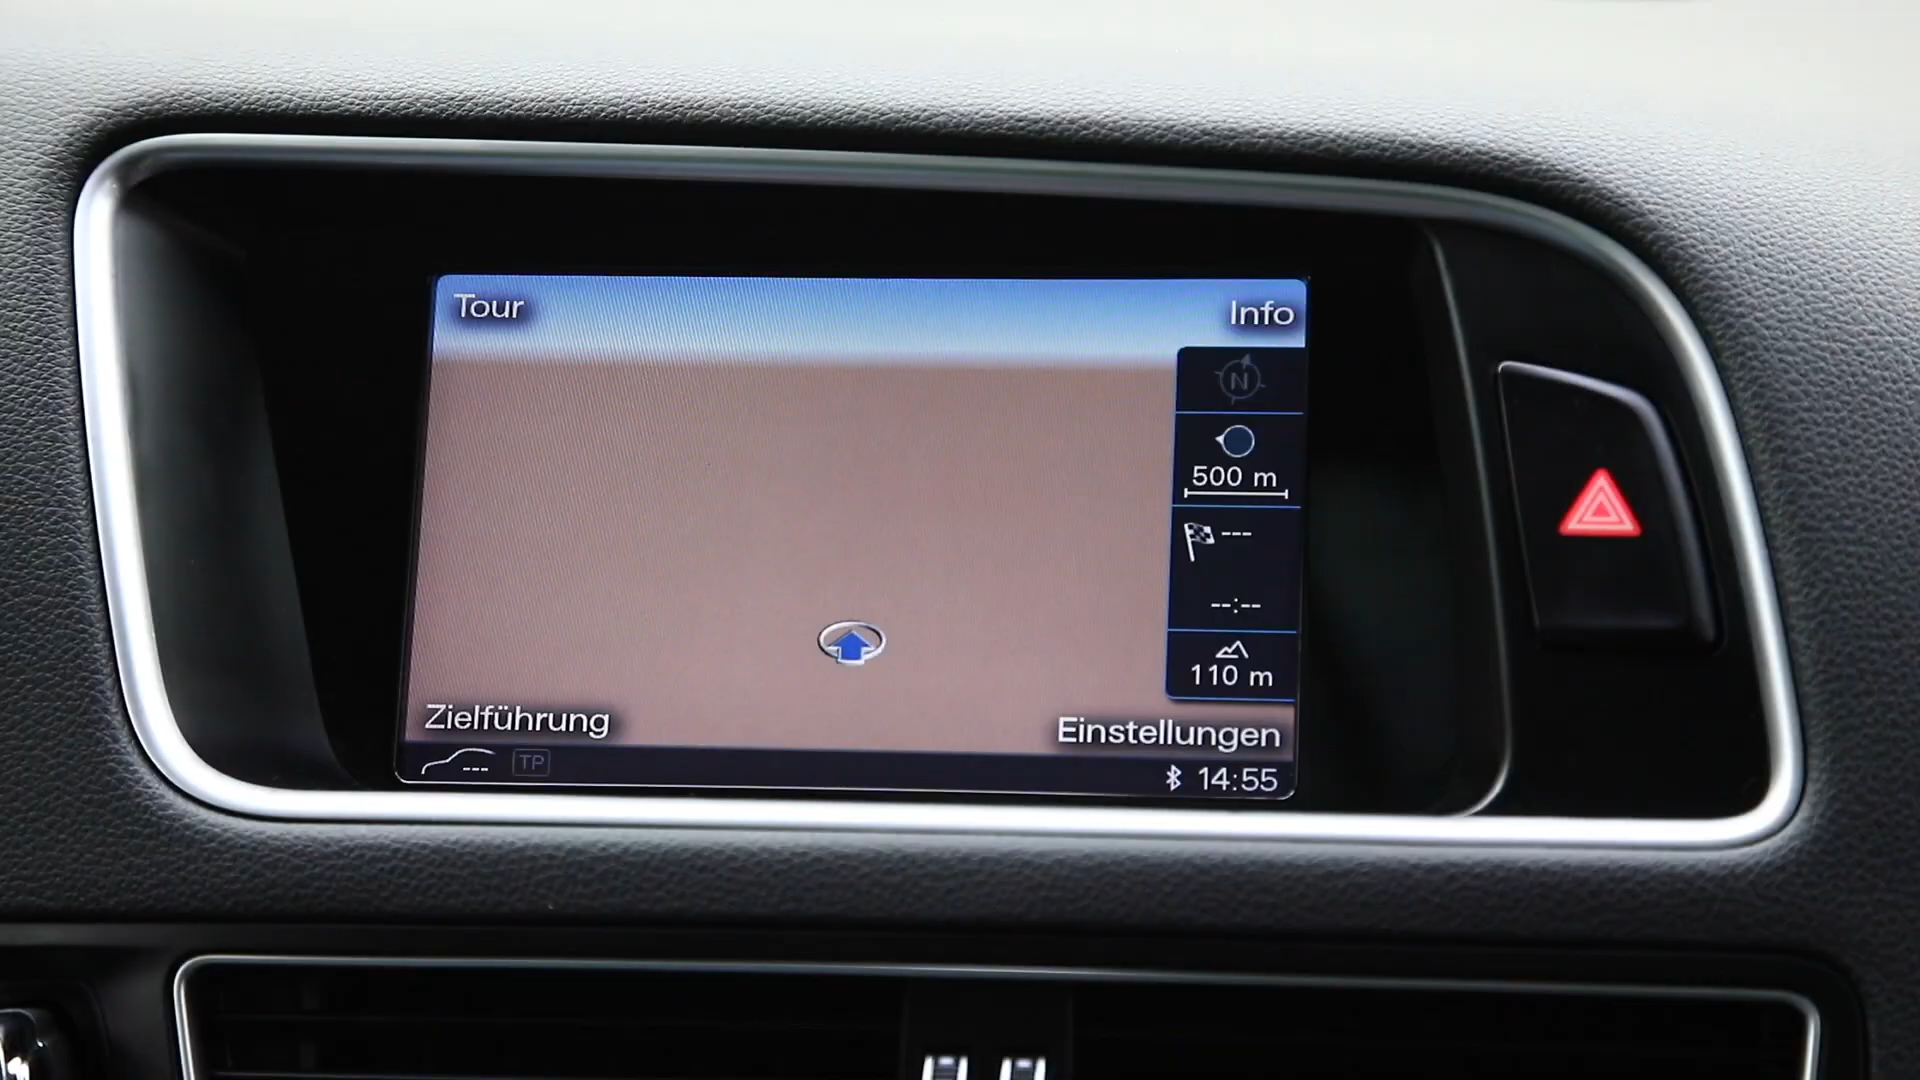 Tour
Info
N
500 m
---
--:--
110 m
Zielführung
Einstellungen
---
TP
14:55